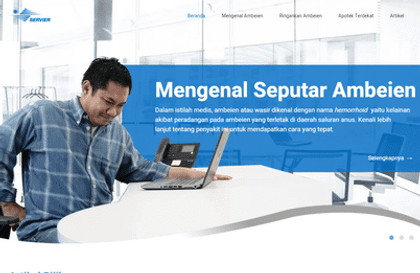 SERVIER
Beranda
Mengenal Ambeien
Ringankan Ambeien
Apotek Terdekat
Artikel
Mengenal Seputar Ambeien
Dalam istilah medis, ambeien atau wasir dikenal dengan nama hemorrhoid yaitu kelainan
akibat peradangan pada ambeien yang terletak di daerah saluran anus. Kenali lebih
lanjut tentang penyakit ini untuk mendapatkan cara yang tepat.
Selengkapnya →